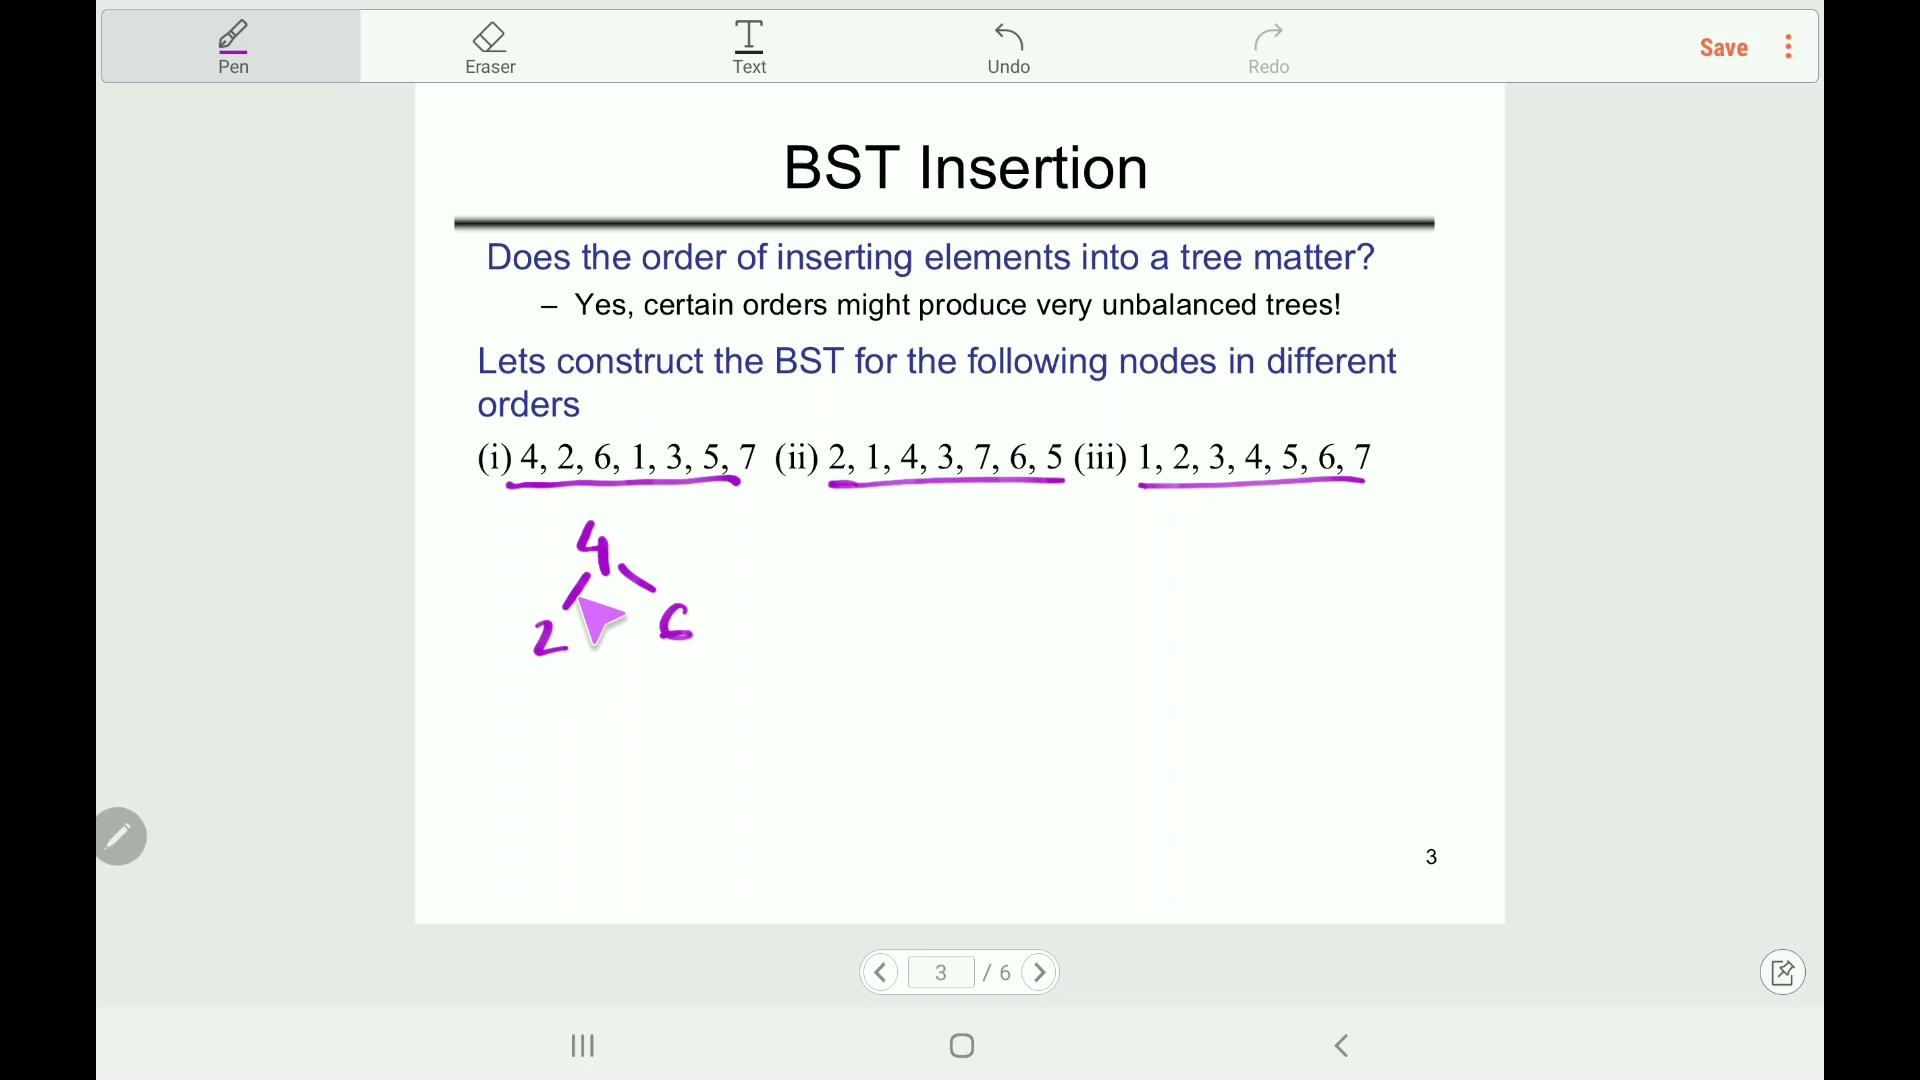 Pen
Eraser
Text
Undo
Redo
Save
BST Insertion
Does the order of inserting elements into a tree matter?
– Yes, certain orders might produce very unbalanced trees!
Lets construct the BST for the following nodes in different
orders
(i) 4, 2, 6, 1, 3, 5, 7 (ii) 2, 1, 4, 3, 7, 6, 5 (iii) 1, 2, 3, 4, 5, 6, 7
4
2 6
3
3 / 6